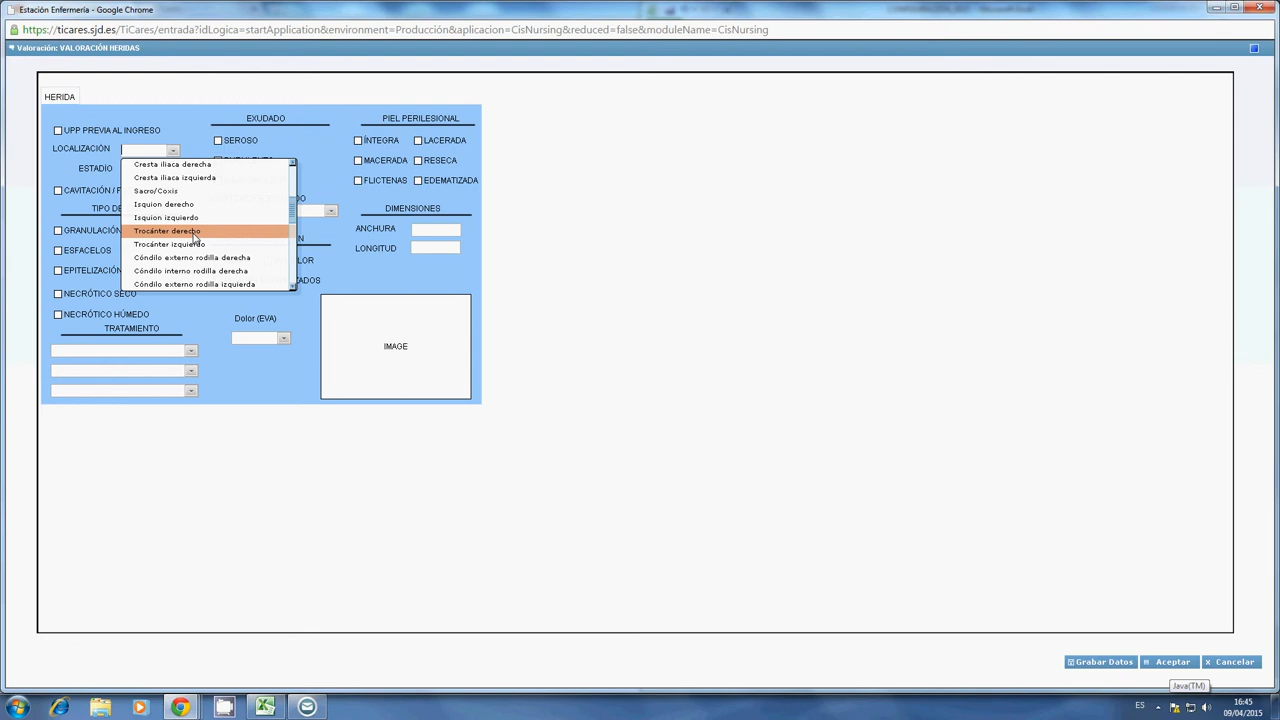 Estación Enfermería - Google Chrome
https://ticares.sjd.es/TiCares/entrada?idLogica=startApplication&environment=Producción&aplicacion=CisNursing&reduced=false&moduleName=CisNursing
Valoración: VALORACIÓN HERIDAS
HERIDA
EXUDADO
PIEL PERILESIONAL
UPP PREVIA AL INGRESO
SEROSO
ÍNTEGRA
LACERADA
LOCALIZACIÓN
MACERADA
RESECA
ESTADÍO
Cresta iliaca derecha
Cresta iliaca izquierda
FLICTENAS
EDEMATIZADA
CAVITACIÓN /
Sacro/Coxis
Isquion derecho
DIMENSIONES
TIPO DE
Isquion izquierdo
GRANULACIÓN
Trocánter derecho
ANCHURA
Trocánter izquierdo
LONGITUD
ESFACELOS
Cóndilo externo rodilla derecha
EPITELIZACIÓN
Cóndilo interno rodilla derecha
Cóndilo externo rodilla izquierda
NECRÓTICO SECO
NECRÓTICO HÚMEDO
Dolor (EVA)
TRATAMIENTO
IMAGE
Grabar Datos
Aceptar
Cancelar
Java(TM)
ES
16:45
09/04/2015